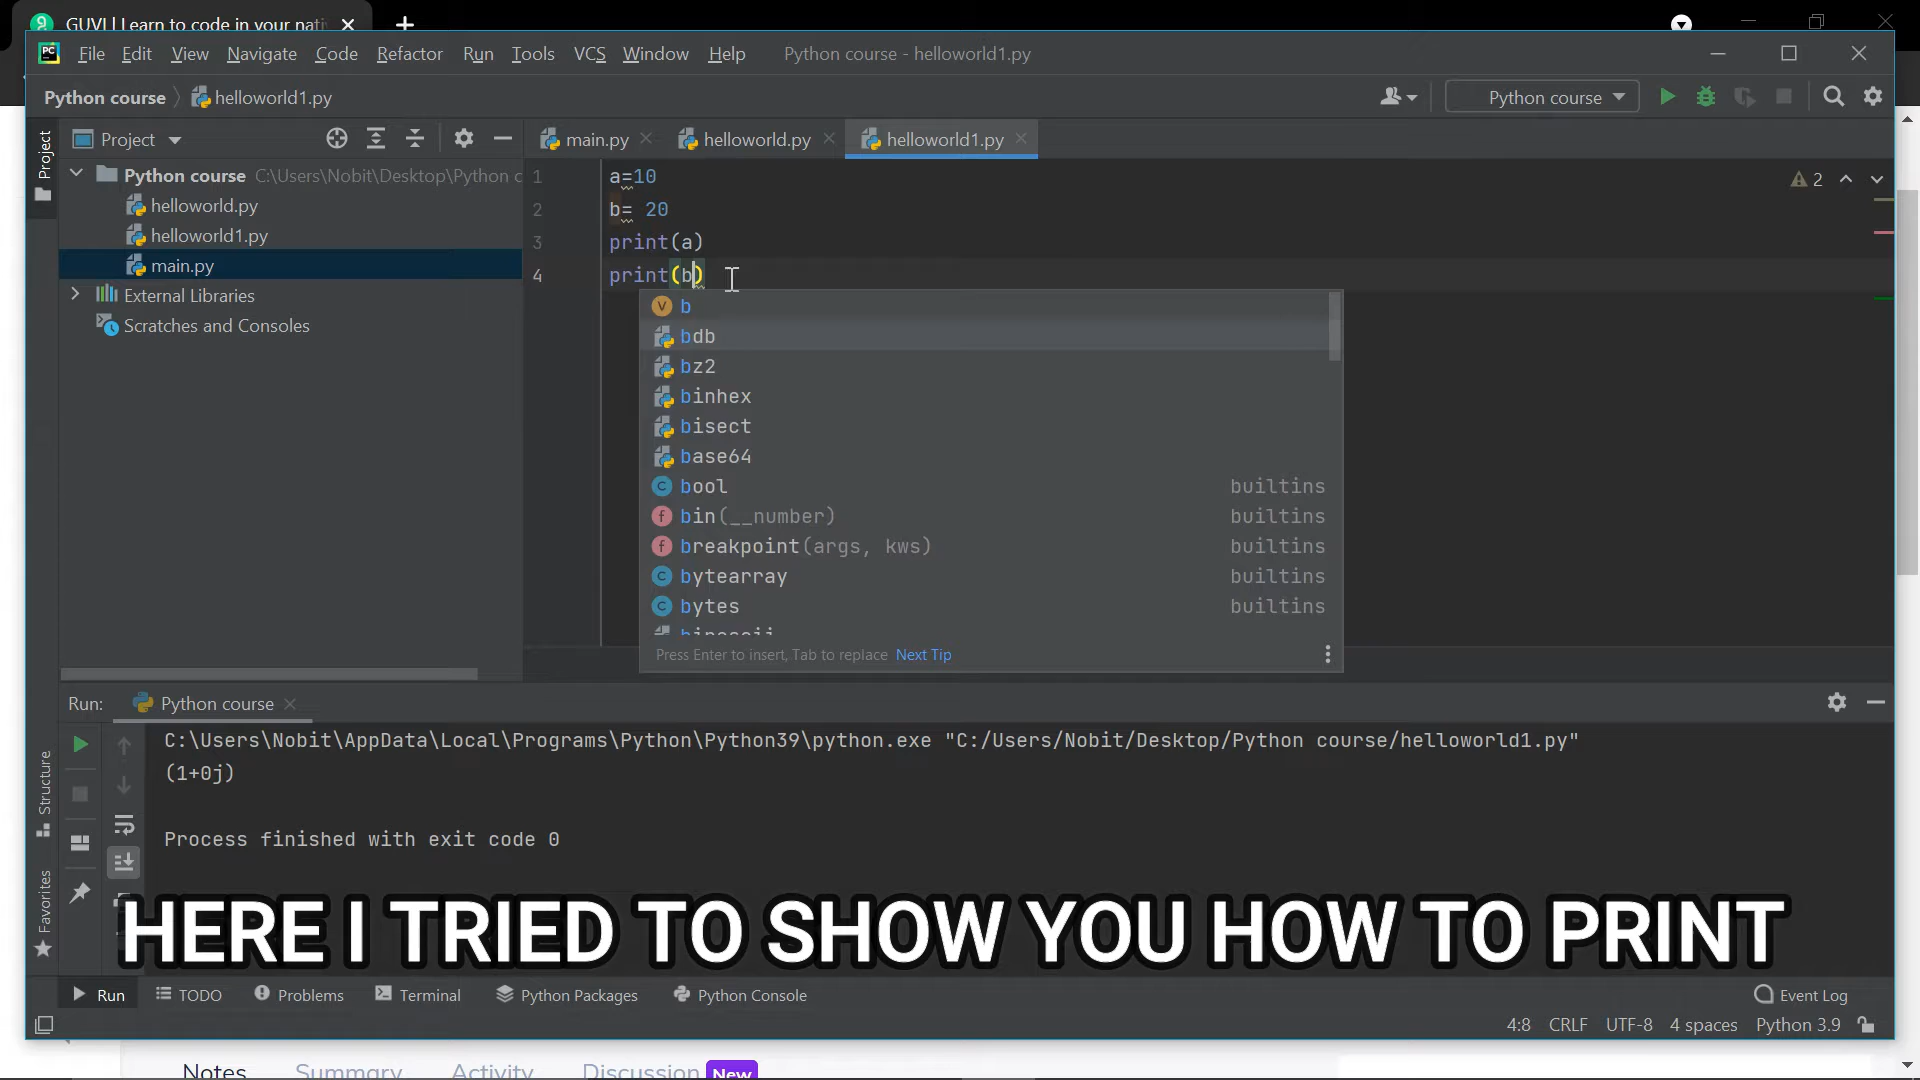 GUVI | Learn to code in your nati
PC File Edit View Navigate Code Refactor Run Tools VCS Window Help Python course - helloworld1.py
Python course helloworld1.py Python course
Project Project main.py helloworld.py helloworld1.py
Python course C:\Users\Nobit\Desktop\Python c
helloworld.py
helloworld1.py
main.py
External Libraries
Scratches and Consoles
1 a=10 2
2 b= 20
3 print(a)
4 print(b)
V b
bdb
bz2
binhex
bisect
base64
C bool builtins
f bin(__number) builtins
f breakpoint(args, kws) builtins
C bytearray builtins
C bytes builtins
Press Enter to insert, Tab to replace Next Tip
Run: Python course
C:\Users\Nobit\AppData\Local\Programs\Python\Python39\python.exe "C:/Users/Nobit/Desktop/Python course/helloworld1.py"
(1+0j)
Structure
Process finished with exit code 0
Favorites
HERE I TRIED TO SHOW YOU HOW TO PRINT
Run TODO Problems Terminal Python Packages Python Console Event Log
4:8 CRLF UTF-8 4 spaces Python 3.9
Notes Summary Activity Discussion New